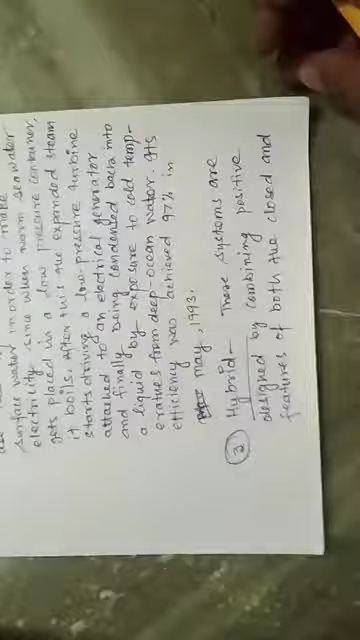 surface water in order to make
electricity, since when warm seawater
gets placed in a low pressure container,
it boils. After this the expanded steam
starts driving a low-pressure turbine
attached to an electrical generator
and finally being condensed back into
a liquid by exposure to cold temp-
eratures from deep-ocean water. Its
efficiency was achieved 97% in
may, 1993.
(3) Hybrid- These systems are
designed by combining positive
features of both the closed and